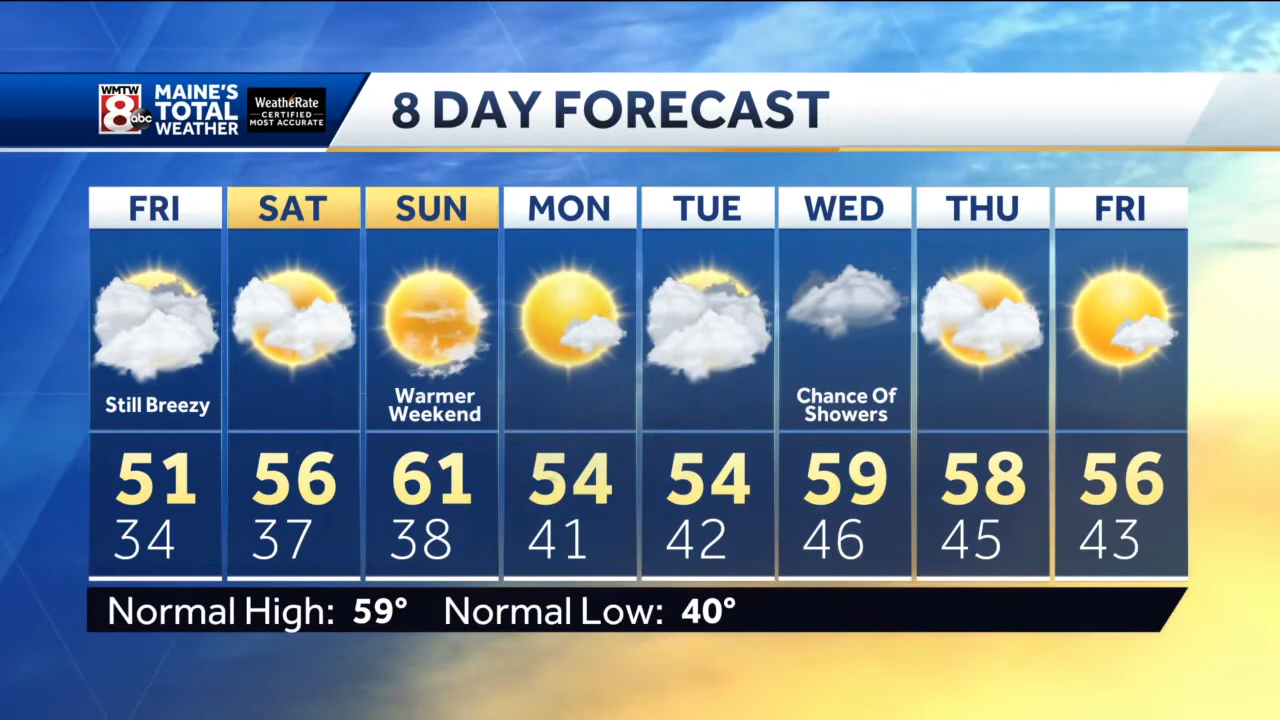 WMTW
8
abc
MAINE'S
TOTAL
WEATHER
WeatheRate
CERTIFIED
MOST ACCURATE
8 DAY FORECAST
FRI SAT SUN MON TUE WED THU FRI
Still Breezy
Warmer
Weekend
Chance Of
Showers
51 56 61 54 54 59 58 56
34 37 38 41 42 46 45 43
Normal High: 59° Normal Low: 40°